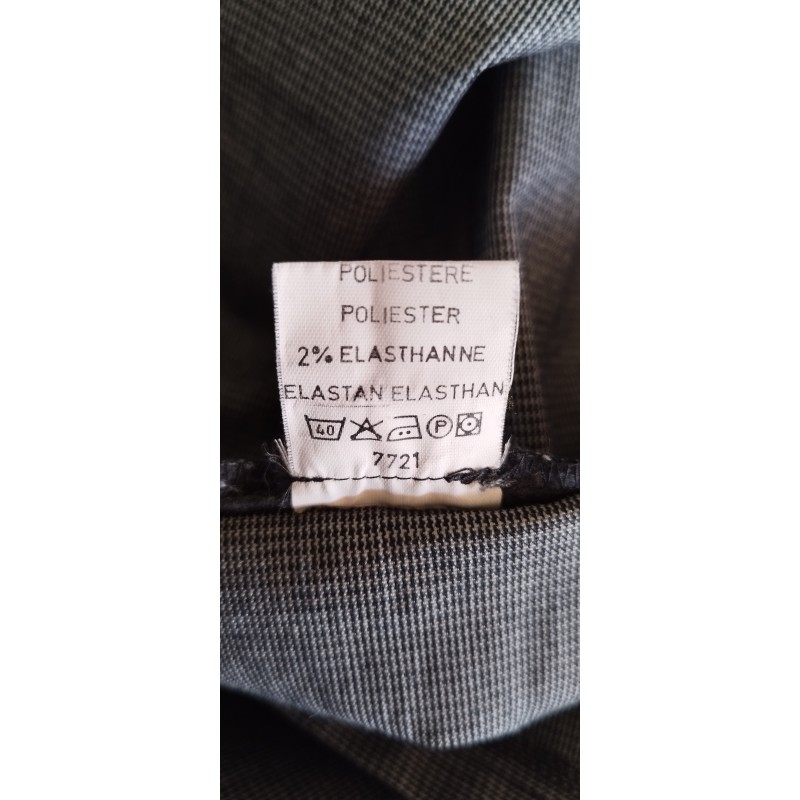 POLIESTERE
POLIESTER
2% ELASTHANNE
ELASTAN ELASTHAN
40 P
7721